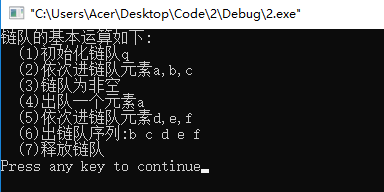 "C:\Users\Acer\Desktop\Code\2\Debug\2.exe"
链队的基本运算如下:
(1)初始化链队q
(2)依次进链队元素a,b,c
(3)链队为非空
(4)出队一个元素a
(5)依次进链队元素d,e,f
(6)出链队序列:b c d e f
(7)释放链队
Press any key to continue